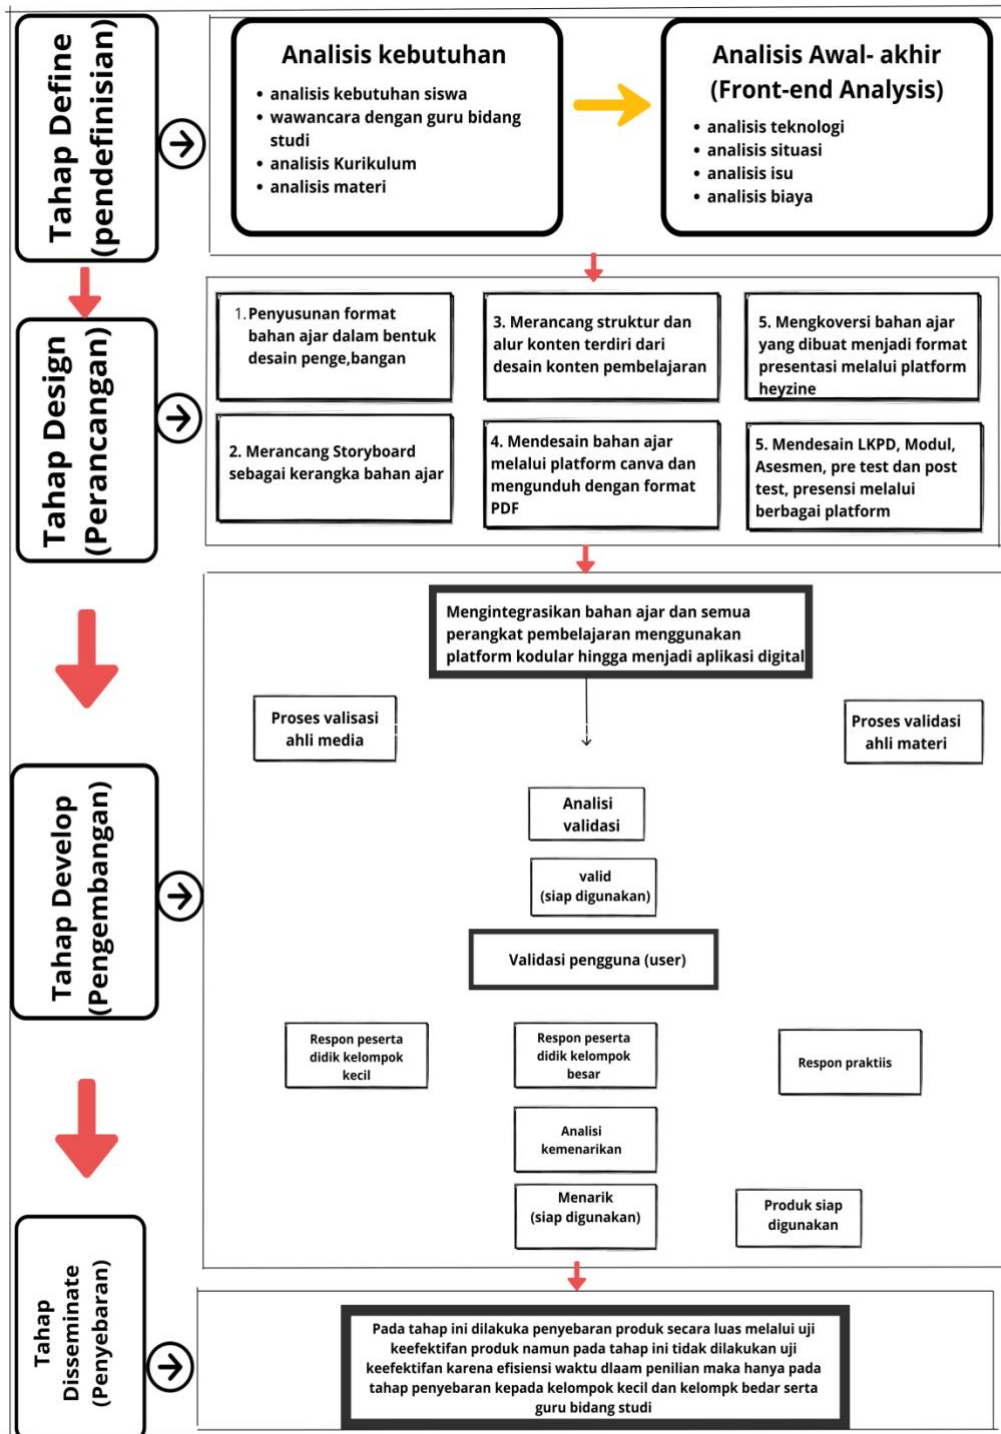 Tahap Define
(pendefinisian)
Analisis kebutuhan
• analisis kebutuhan siswa
• wawancara dengan guru bidang
studi
• analisis Kurikulum
• analisis materi
Analisis Awal- akhir
(Front-end Analysis)
• analisis teknologi
• analisis situasi
• analisis isu
• analisis biaya
Tahap Design
(Perancangan)
1. Penyusunan format
bahan ajar dalam bentuk
desain penge,bangan
2. Merancang Storyboard
sebagai kerangka bahan ajar
3. Merancang struktur dan
alur konten terdiri dari
desain konten pembelajaran
4. Mendesain bahan ajar
melalui platform canva dan
mengunduh dengan format
PDF
5. Mengkoversi bahan ajar
yang dibuat menjadi format
presentasi melalui platform
heyzine
5. Mendesain LKPD, Modul,
Asesmen, pre test dan post
test, presensi melalui
berbagai platform
Tahap Develop
(Pengembangan)
Mengintegrasikan bahan ajar dan semua
perangkat pembelajaran menggunakan
platform kodular hingga menjadi aplikasi digital
Proses valisasi
ahli media
Proses validasi
ahli materi
Analisi
validasi
valid
(siap digunakan)
Validasi pengguna (user)
Respon peserta
didik kelompok
kecil
Respon peserta
didik kelompok
besar
Respon praktiis
Analisi
kemenarikan
Menarik
(siap digunakan)
Produk siap
digunakan
Tahap
Disseminate
(Penyebaran)
Pada tahap ini dilakuka penyebaran produk secara luas melalui uji
keefektifan produk namun pada tahap ini tidak dilakukan uji
keefektifan karena efisiensi waktu dlaam penilian maka hanya pada
tahap penyebaran kepada kelompok kecil dan kelompk bedar serta
guru bidang studi